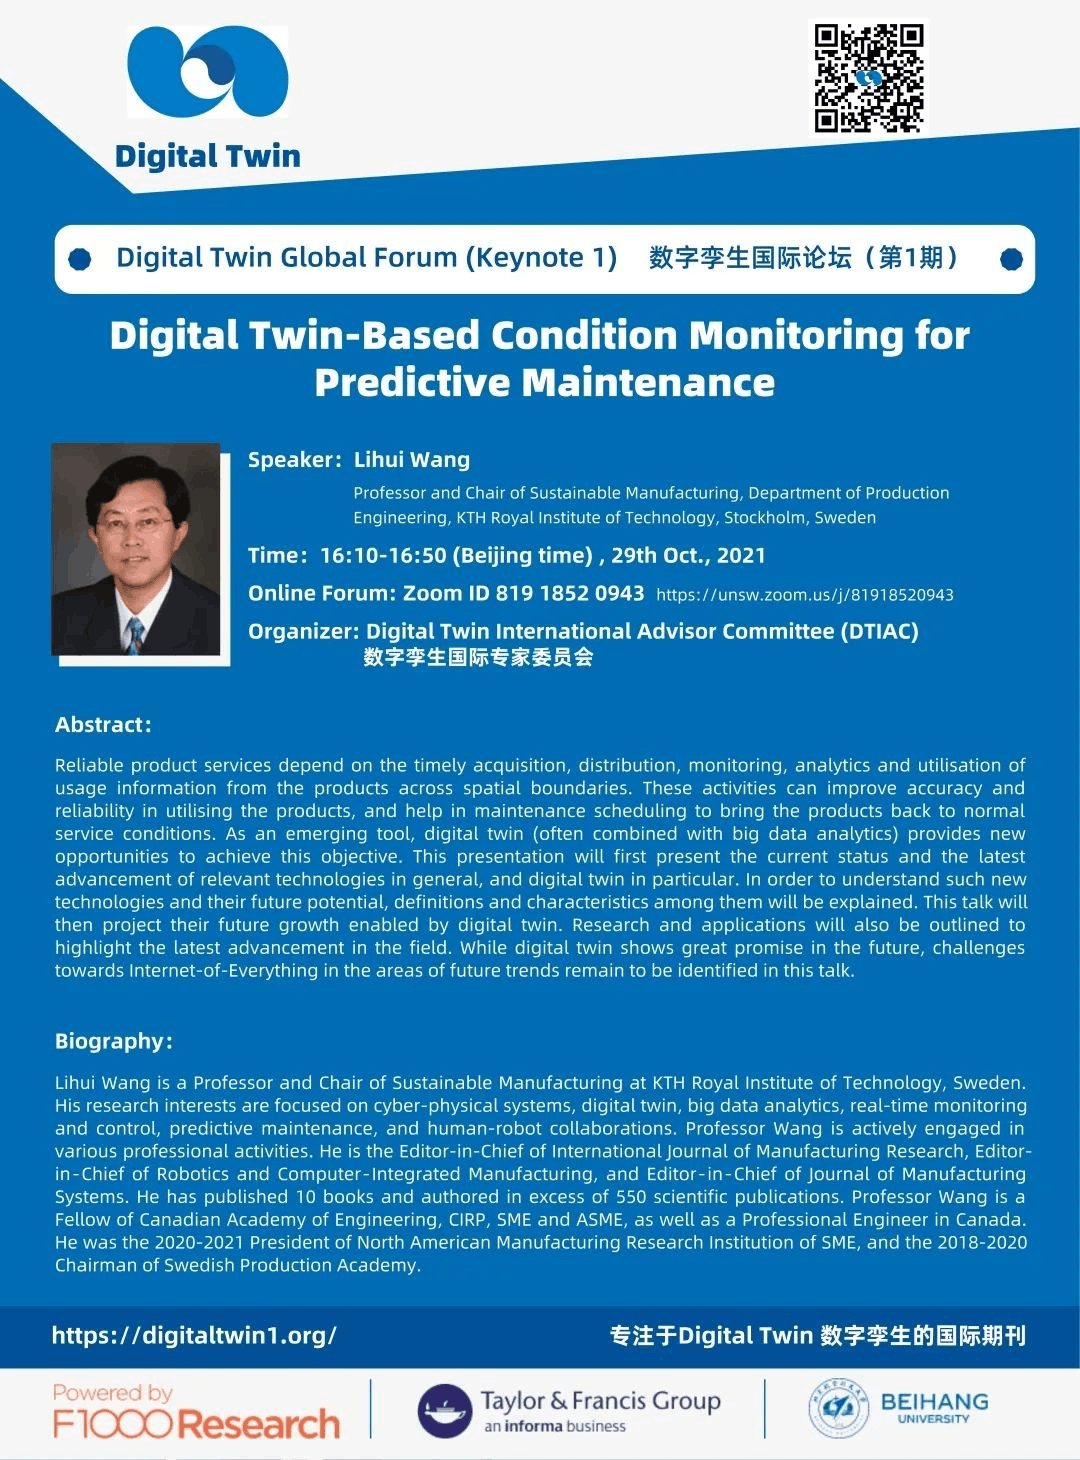 Digital Twin
Digital Twin Global Forum (Keynote 1) 数字孪生国际论坛（第1期）
Digital Twin-Based Condition Monitoring for
Predictive Maintenance
Speaker： Lihui Wang
Professor and Chair of Sustainable Manufacturing, Department of Production
Engineering, KTH Royal Institute of Technology, Stockholm, Sweden
Time： 16:10-16:50 (Beijing time) , 29th Oct., 2021
Online Forum: Zoom ID 819 1852 0943 https://unsw.zoom.us/j/81918520943
Organizer: Digital Twin International Advisor Committee (DTIAC)
数字孪生国际专家委员会
Abstract：
Reliable product services depend on the timely acquisition, distribution, monitoring, analytics and utilisation of
usage information from the products across spatial boundaries. These activities can improve accuracy and
reliability in utilising the products, and help in maintenance scheduling to bring the products back to normal
service conditions. As an emerging tool, digital twin (often combined with big data analytics) provides new
opportunities to achieve this objective. This presentation will first present the current status and the latest
advancement of relevant technologies in general, and digital twin in particular. In order to understand such new
technologies and their future potential, definitions and characteristics among them will be explained. This talk will
then project their future growth enabled by digital twin. Research and applications will also be outlined to
highlight the latest advancement in the field. While digital twin shows great promise in the future, challenges
towards Internet-of-Everything in the areas of future trends remain to be identified in this talk.
Biography：
Lihui Wang is a Professor and Chair of Sustainable Manufacturing at KTH Royal Institute of Technology, Sweden.
His research interests are focused on cyber-physical systems, digital twin, big data analytics, real-time monitoring
and control, predictive maintenance, and human-robot collaborations. Professor Wang is actively engaged in
various professional activities. He is the Editor-in-Chief of International Journal of Manufacturing Research, Editor-
in-Chief of Robotics and Computer-Integrated Manufacturing, and Editor-in-Chief of Journal of Manufacturing
Systems. He has published 10 books and authored in excess of 550 scientific publications. Professor Wang is a
Fellow of Canadian Academy of Engineering, CIRP, SME and ASME, as well as a Professional Engineer in Canada.
He was the 2020-2021 President of North American Manufacturing Research Institution of SME, and the 2018-2020
Chairman of Swedish Production Academy.
https://digitaltwin1.org/ 专注于Digital Twin 数字孪生的国际期刊
Powered by
F1000Research
Taylor & Francis Group
an informa business
BEIHANG
UNIVERSITY